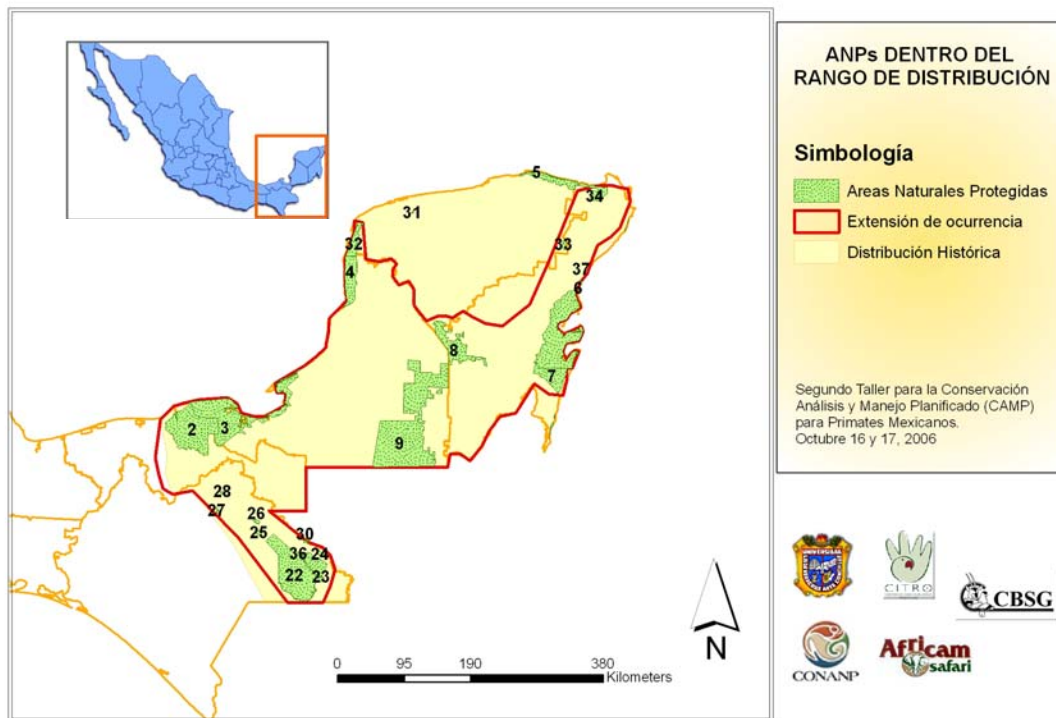 ANPs DENTRO DEL
RANGO DE DISTRIBUCIÓN
Simbología
Areas Naturales Protegidas
Extensión de ocurrencia
Distribución Histórica
Segundo Taller para la Conservación
Análisis y Manejo Planificado (CAMP)
para Primates Mexicanos.
Octubre 16 y 17, 2006
5
34
31
32
33
4
37
6
8
7
2
3
9
28
27
26
25
30
36
24
22
23
N
0 95 190 380
Kilometers
CITRO
CBSG
CONANP
Africam
safari